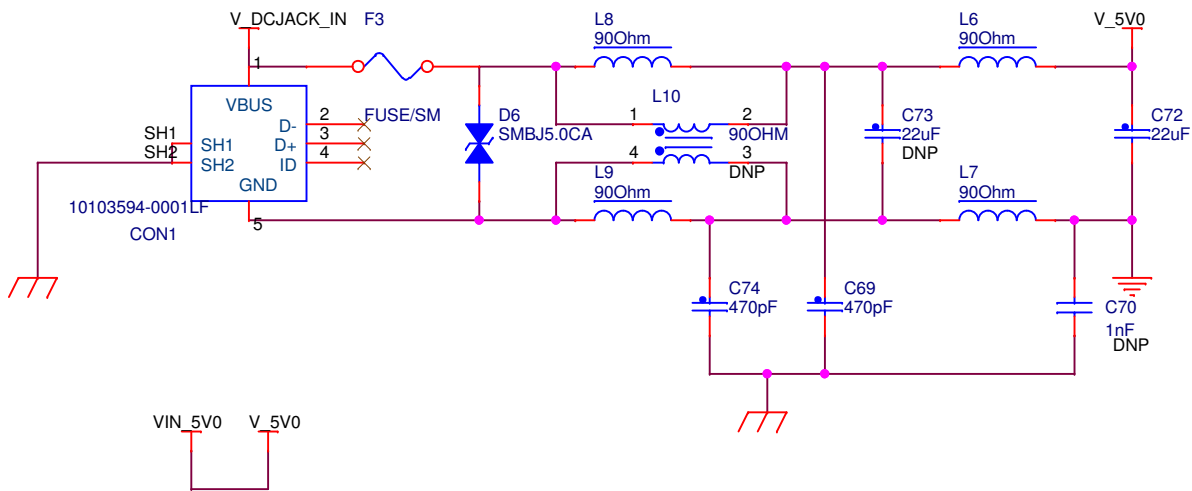 V_DCJACK_IN F3
L8
90Ohm
L6
90Ohm
V_5V0
1
VBUS
D-
D+
ID
SH1
SH2
GND
2
3
4
SH1
SH2
5
FUSE/SM
10103594-0001LF
CON1
D6
SMBJ5.0CA
L10
1
2
90OHM
4
3
DNP
L9
90Ohm
C73
22uF
DNP
L7
90Ohm
C72
22uF
C74
470pF
C69
470pF
C70
1nF
DNP
VIN_5V0 V_5V0